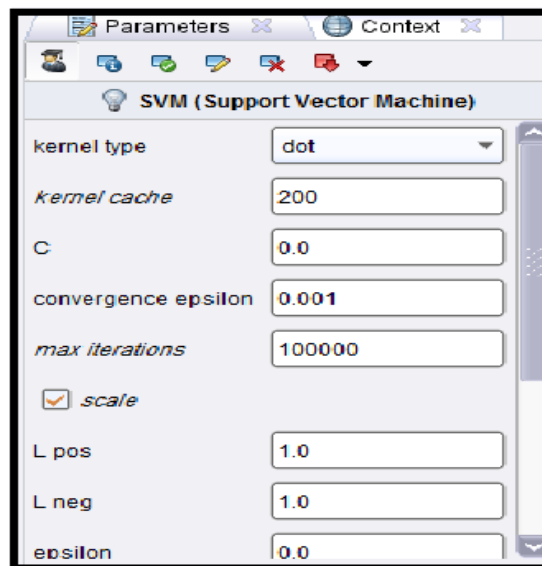 Parameters Context
SVM (Support Vector Machine)
kernel type dot
kernel cache 200
C 0.0
convergence epsilon 0.001
max iterations 100000
scale
L pos 1.0
L neg 1.0
epsilon 0.0